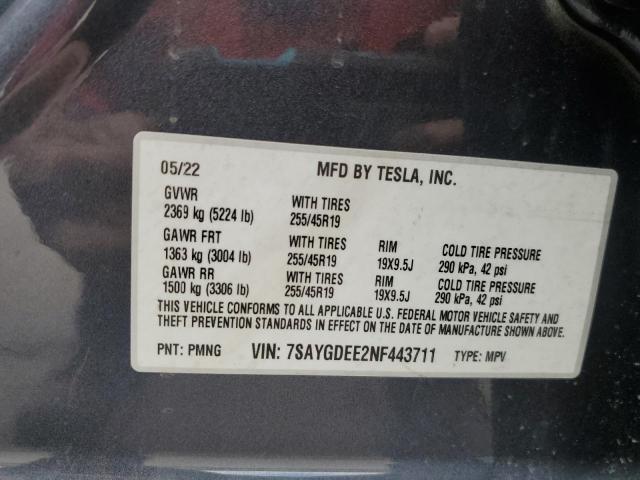 05/22 MFD BY TESLA, INC.
GVWR WITH TIRES
2369 kg (5224 lb) 255/45R19
GAWR FRT WITH TIRES RIM COLD TIRE PRESSURE
1363 kg (3004 lb) 255/45R19 19X9.5J 290 kPa, 42 psi
GAWR RR WITH TIRES RIM COLD TIRE PRESSURE
1500 kg (3306 lb) 255/45R19 19X9.5J 290 kPa, 42 psi
THIS VEHICLE CONFORMS TO ALL APPLICABLE U.S. FEDERAL MOTOR VEHICLE SAFETY AND
THEFT PREVENTION STANDARDS IN EFFECT ON THE DATE OF MANUFACTURE SHOWN ABOVE.
PNT: PMNG VIN: 7SAYGDEE2NF443711 TYPE: MPV